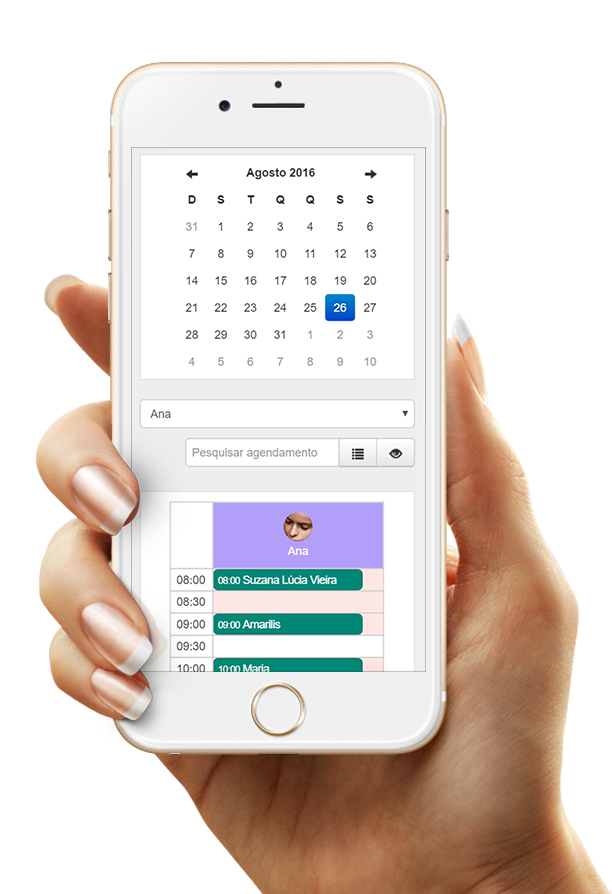 Agosto 2016
D S T Q Q S S
31 1 2 3 4 5 6
7 8 9 10 11 12 13
14 15 16 17 18 19 20
21 22 23 24 25 26 27
28 29 30 31 1 2 3
4 5 6 7 8 9 10
Ana
Pesquisar agendamento
Ana
08:00 08:00 Suzana Lúcia Vieira
08:30
09:00 09:00 Amarilis
09:30
10:00 10:00 Maria